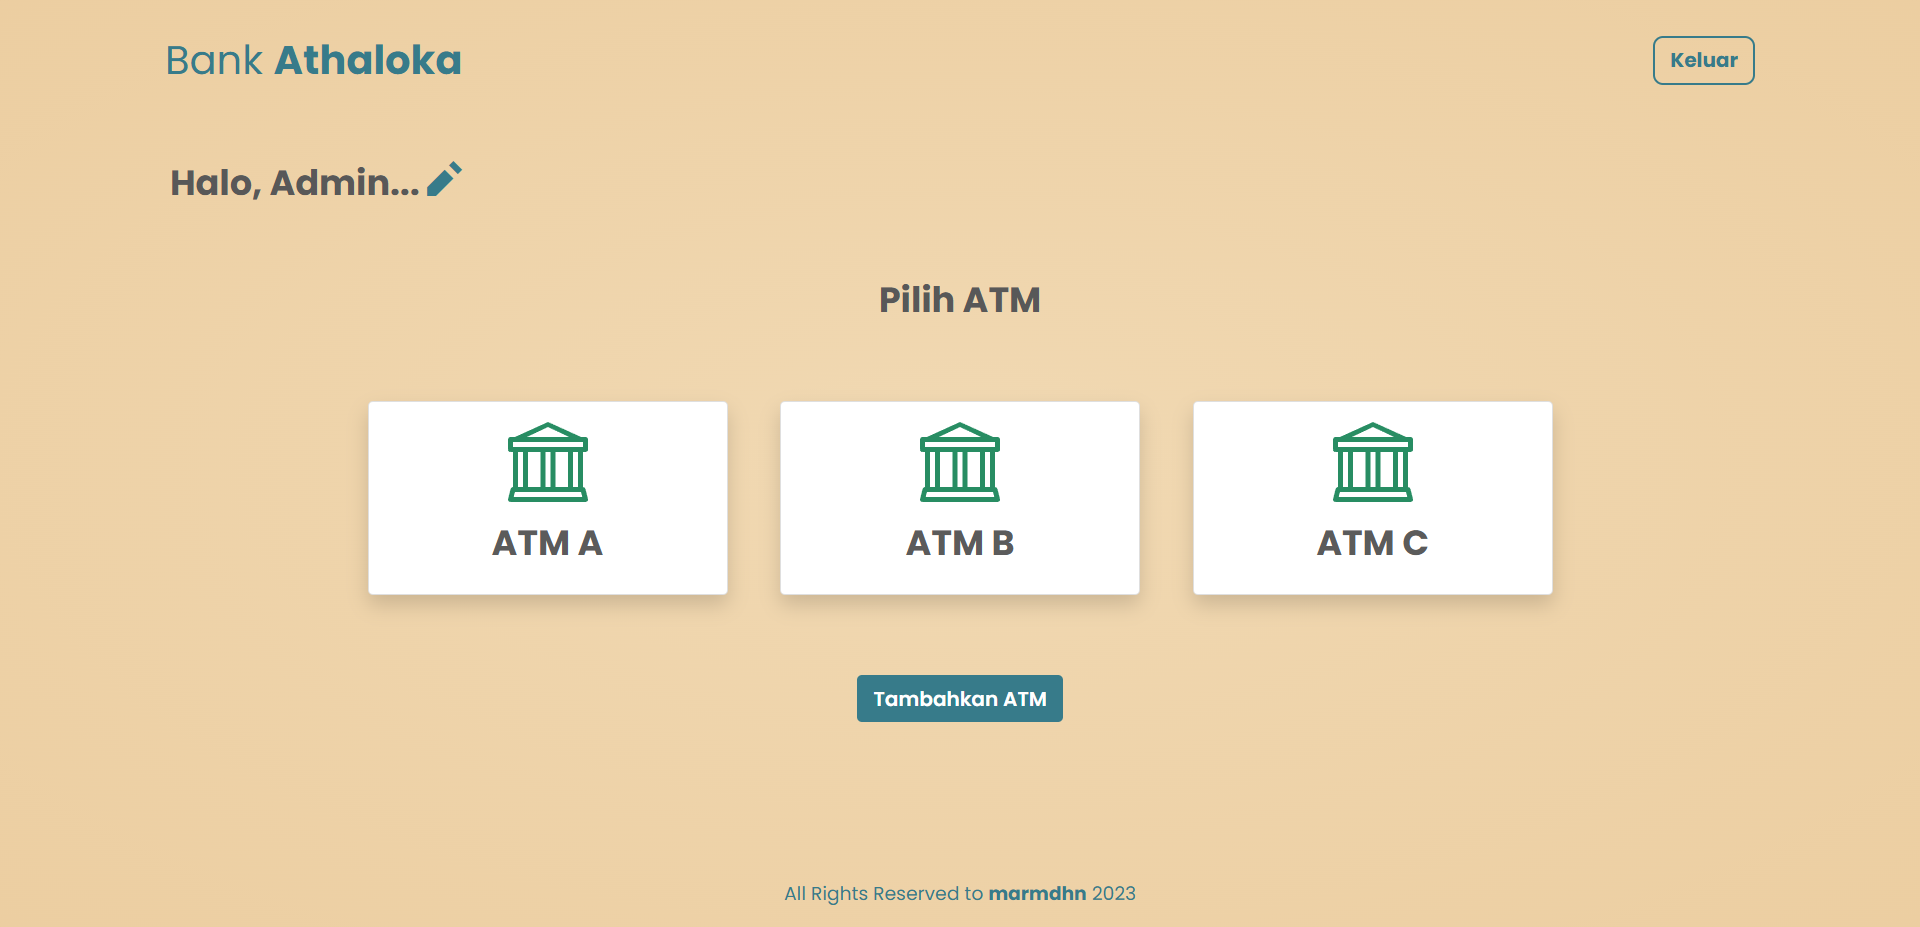 Bank Athaloka
Keluar
Halo, Admin...
Pilih ATM
ATM A
ATM B
ATM C
Tambahkan ATM
All Rights Reserved to marmdhn 2023